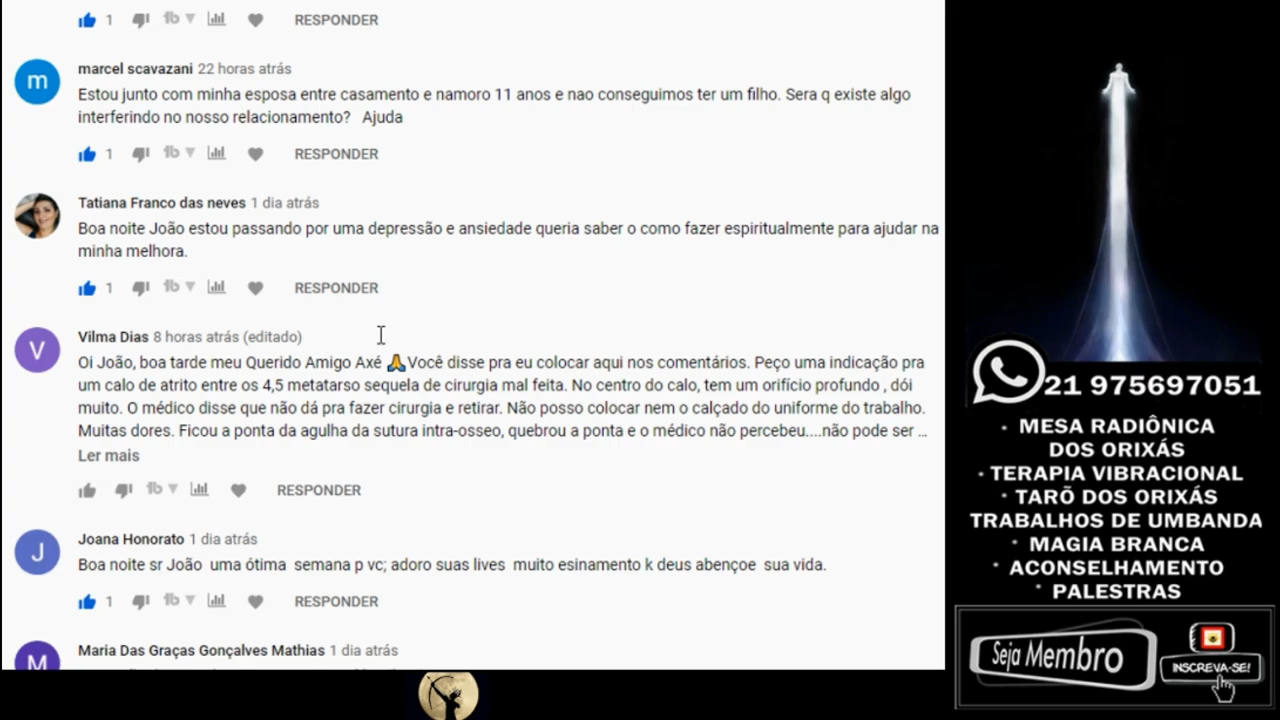 1 RESPONDER
m
marcel scavazani 22 horas atrás
Estou junto com minha esposa entre casamento e namoro 11 anos e nao conseguimos ter um filho. Sera q existe algo
interferindo no nosso relacionamento? Ajuda
1 RESPONDER
Tatiana Franco das neves 1 dia atrás
Boa noite João estou passando por uma depressão e ansiedade queria saber o como fazer espiritualmente para ajudar na
minha melhora.
1 RESPONDER
V
Vilma Dias 8 horas atrás (editado)
Oi João, boa tarde meu Querido Amigo Axé 🙏Você disse pra eu colocar aqui nos comentários. Peço uma indicação pra
um calo de atrito entre os 4,5 metatarso sequela de cirurgia mal feita. No centro do calo, tem um orifício profundo , dói
muito. O médico disse que não dá pra fazer cirurgia e retirar. Não posso colocar nem o calçado do uniforme do trabalho.
Muitas dores. Ficou a ponta da agulha da sutura intra-osseo, quebrou a ponta e o médico não percebeu....não pode ser ...
Ler mais
RESPONDER
J
Joana Honorato 1 dia atrás
Boa noite sr João uma ótima semana p vc; adoro suas lives muito esinamento k deus abençoe sua vida.
1 RESPONDER
M
Maria Das Graças Gonçalves Mathias 1 dia atrás
21 975697051
· MESA RADIÔNICA
DOS ORIXÁS
· TERAPIA VIBRACIONAL
· TARÕ DOS ORIXÁS
TRABALHOS DE UMBANDA
· MAGIA BRANCA
· ACONSELHAMENTO
· PALESTRAS
Seja Membro
INSCREVA-SE!